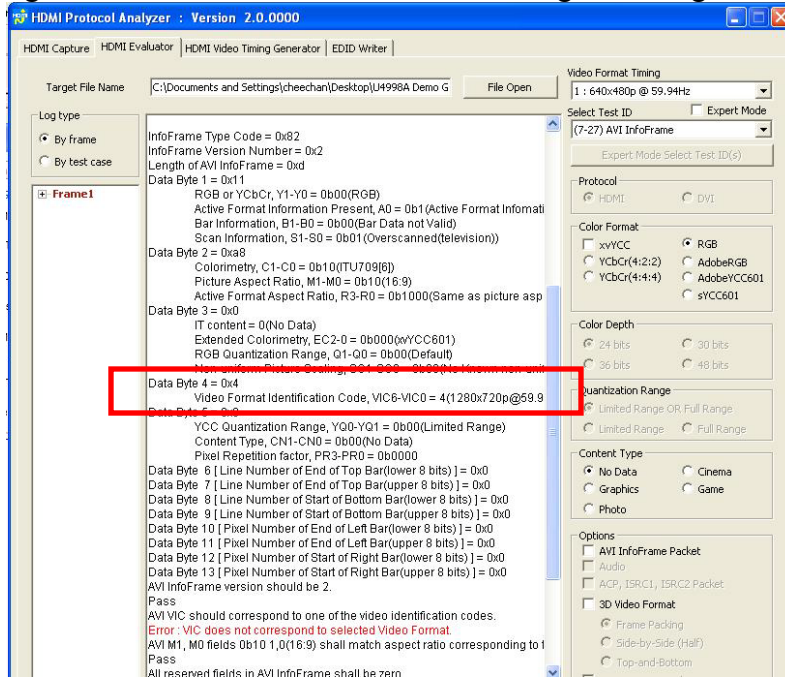 HDMI Protocol Analyzer : Version 2.0.0000
HDMI Capture HDMI Evaluator HDMI Video Timing Generator EDID Writer
Target File Name C:\Documents and Settings\cheechan\Desktop\U4998A Demo G File Open
Log type
By frame
By test case
Frame1
InfoFrame Type Code = 0x82
InfoFrame Version Number = 0x2
Length of AVI InfoFrame = 0xd
Data Byte 1 = 0x11
RGB or YCbCr, Y1-Y0 = 0b00(RGB)
Active Format Information Present, A0 = 0b1(Active Format Infomati
Bar Information, B1-B0 = 0b00(Bar Data not Valid)
Scan Information, S1-S0 = 0b01(Overscanned(television))
Data Byte 2 = 0xa8
Colorimetry, C1-C0 = 0b10(ITU709[6])
Picture Aspect Ratio, M1-M0 = 0b10(16:9)
Active Format Aspect Ratio, R3-R0 = 0b1000(Same as picture asp
Data Byte 3 = 0x0
IT content = 0(No Data)
Extended Colorimetry, EC2-0 = 0b000(xvYCC601)
RGB Quantization Range, Q1-Q0 = 0b00(Default)
Non-uniform Picture Scaling, SC1-SC0 = 0b00(No Known non-unif
Data Byte 4 = 0x4
Video Format Identification Code, VIC6-VIC0 = 4(1280x720p@59.9
Data Byte 5 = 0x0
YCC Quantization Range, YQ0-YQ1 = 0b00(Limited Range)
Content Type, CN1-CN0 = 0b00(No Data)
Pixel Repetition factor, PR3-PR0 = 0b0000
Data Byte 6 [ Line Number of End of Top Bar(lower 8 bits) ] = 0x0
Data Byte 7 [ Line Number of End of Top Bar(upper 8 bits) ] = 0x0
Data Byte 8 [ Line Number of Start of Bottom Bar(lower 8 bits) ] = 0x0
Data Byte 9 [ Line Number of Start of Bottom Bar(upper 8 bits) ] = 0x0
Data Byte 10 [ Pixel Number of End of Left Bar(lower 8 bits) ] = 0x0
Data Byte 11 [ Pixel Number of End of Left Bar(upper 8 bits) ] = 0x0
Data Byte 12 [ Pixel Number of Start of Right Bar(lower 8 bits) ] = 0x0
Data Byte 13 [ Pixel Number of Start of Right Bar(upper 8 bits) ] = 0x0
AVI InfoFrame version should be 2.
Pass
AVI VIC should correspond to one of the video identification codes.
Error : VIC does not correspond to selected Video Format.
AVI M1, M0 fields 0b10 1,0(16:9) shall match aspect ratio corresponding to t
Pass
All reserved fields in AVI InfoFrame shall be zero
Video Format Timing
1 : 640x480p @ 59.94Hz
Select Test ID Expert Mode
(7-27) AVI InfoFrame
Expert Mode Select Test ID(s)
Protocol
HDMI DVI
Color Format
xvYCC RGB
YCbCr(4:2:2) AdobeRGB
YCbCr(4:4:4) AdobeYCC601
sYCC601
Color Depth
24 bits 30 bits
36 bits 48 bits
Quantization Range
Limited Range OR Full Range
Limited Range Full Range
Content Type
No Data Cinema
Graphics Game
Photo
Options
AVI InfoFrame Packet
Audio
ACP, ISRC1, ISRC2 Packet
3D Video Format
Frame Packing
Side-by-Side (Half)
Top-and-Bottom